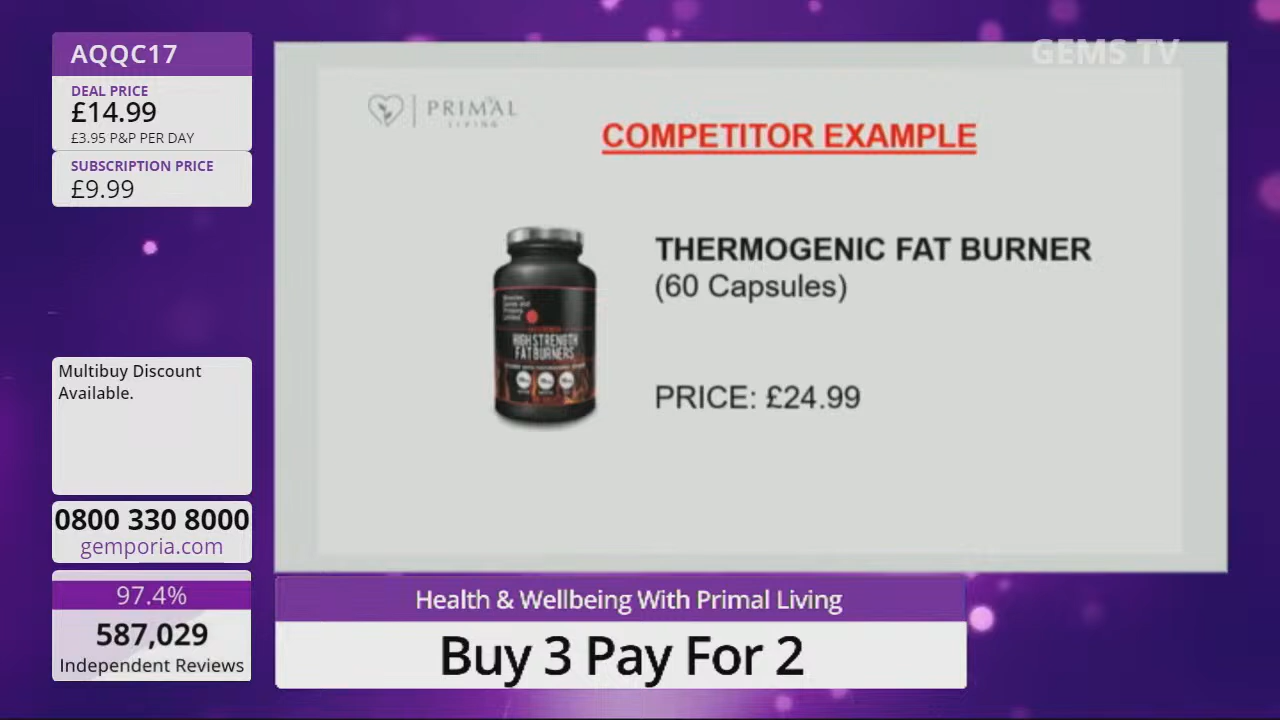 AQQC17
DEAL PRICE
£14.99
£3.95 P&P PER DAY
SUBSCRIPTION PRICE
£9.99
Multibuy Discount
Available.
0800 330 8000
gemporia.com
97.4%
587,029
Independent Reviews
GEMS TV
PRIMAL
LIVING
COMPETITOR EXAMPLE
THERMOGENIC FAT BURNER
(60 Capsules)
PRICE: £24.99
HIGH STRENGTH
FAT BURNERS
Health & Wellbeing With Primal Living
Buy 3 Pay For 2